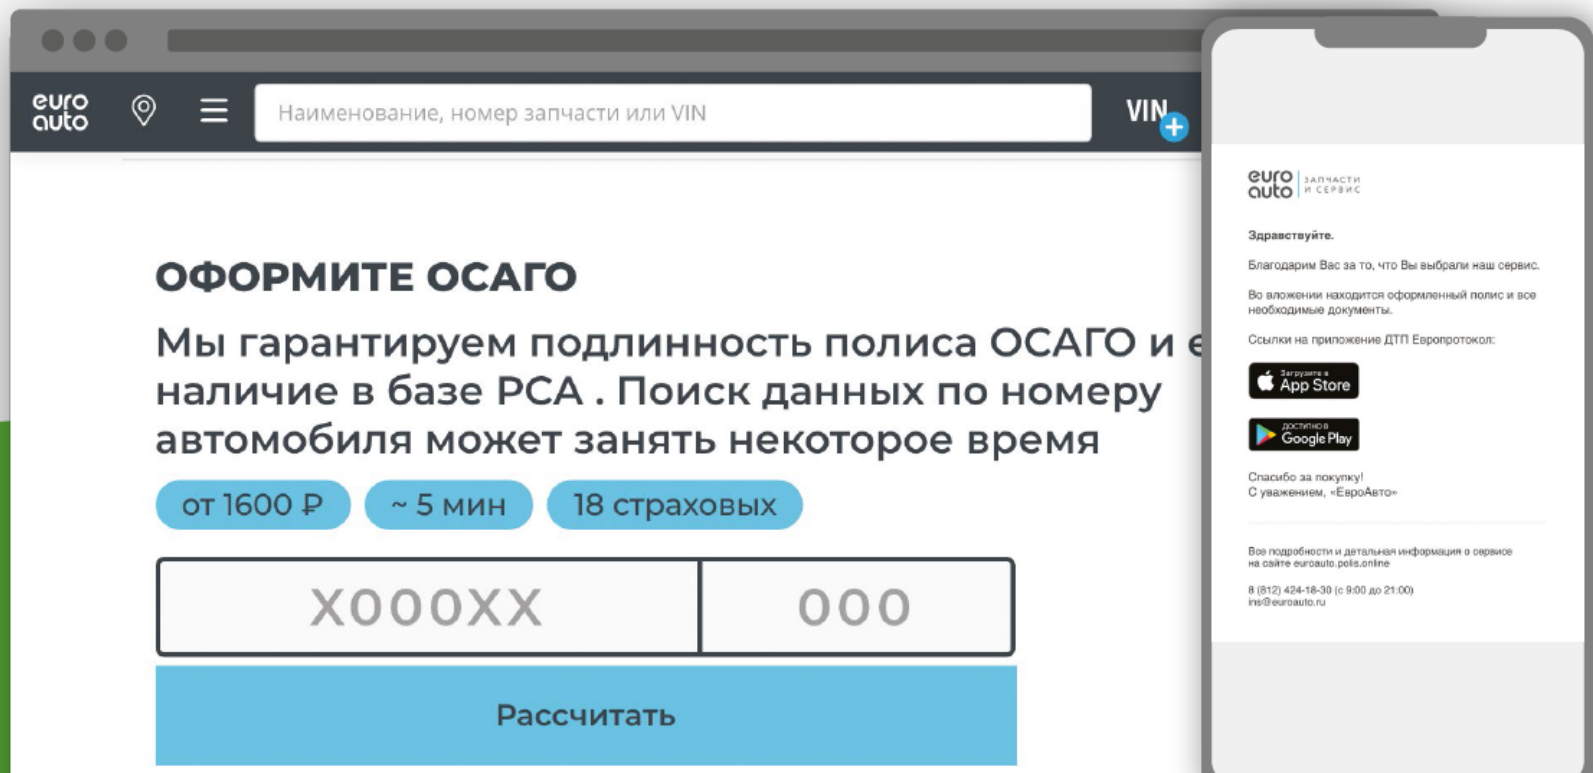 euro
auto
Наименование, номер запчасти или VIN
VIN
ОФОРМИТЕ ОСАГО
Мы гарантируем подлинность полиса ОСАГО и
наличие в базе РСА . Поиск данных по номеру
автомобиля может занять некоторое время
от 1600 ₽
~ 5 мин
18 страховых
X000XX
000
Рассчитать
euro
auto
ЗАПЧАСТИ
И СЕРВИС
Здравствуйте.
Благодарим Вас за то, что Вы выбрали наш сервис.
Во вложении находится оформленный полис и все
необходимые документы.
Ссылки на приложение ДТП Европротокол:
Загрузите в
App Store
ДОСТУПНО В
Google Play
Спасибо за покупку!
С уважением, «ЕвроАвто»
Все подробности и детальная информация о сервисе
на сайте euroauto.polis.online
8 (812) 424-18-30 (с 9:00 до 21:00)
ins@euroauto.ru